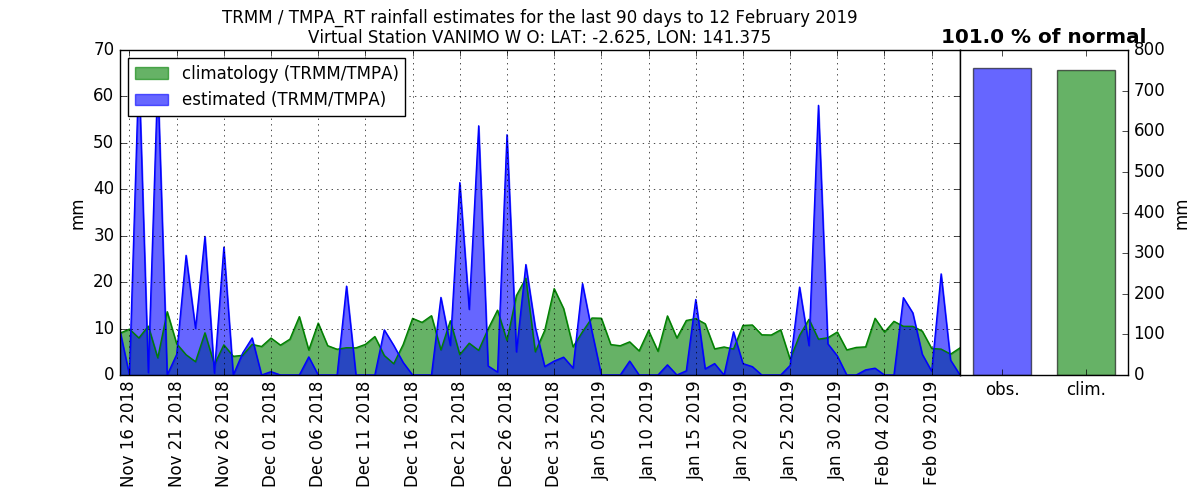 TRMM / TMPA_RT rainfall estimates for the last 90 days to 12 February 2019
Virtual Station VANIMO W O: LAT: -2.625, LON: 141.375
101.0 % of normal
climatology (TRMM/TMPA)
estimated (TRMM/TMPA)
70
60
50
40
30
20
10
0
mm
Nov 16 2018
Nov 21 2018
Nov 26 2018
Dec 01 2018
Dec 06 2018
Dec 11 2018
Dec 16 2018
Dec 21 2018
Dec 26 2018
Dec 31 2018
Jan 05 2019
Jan 10 2019
Jan 15 2019
Jan 20 2019
Jan 25 2019
Jan 30 2019
Feb 04 2019
Feb 09 2019
800
700
600
500
400
300
200
100
0
mm
obs.
clim.